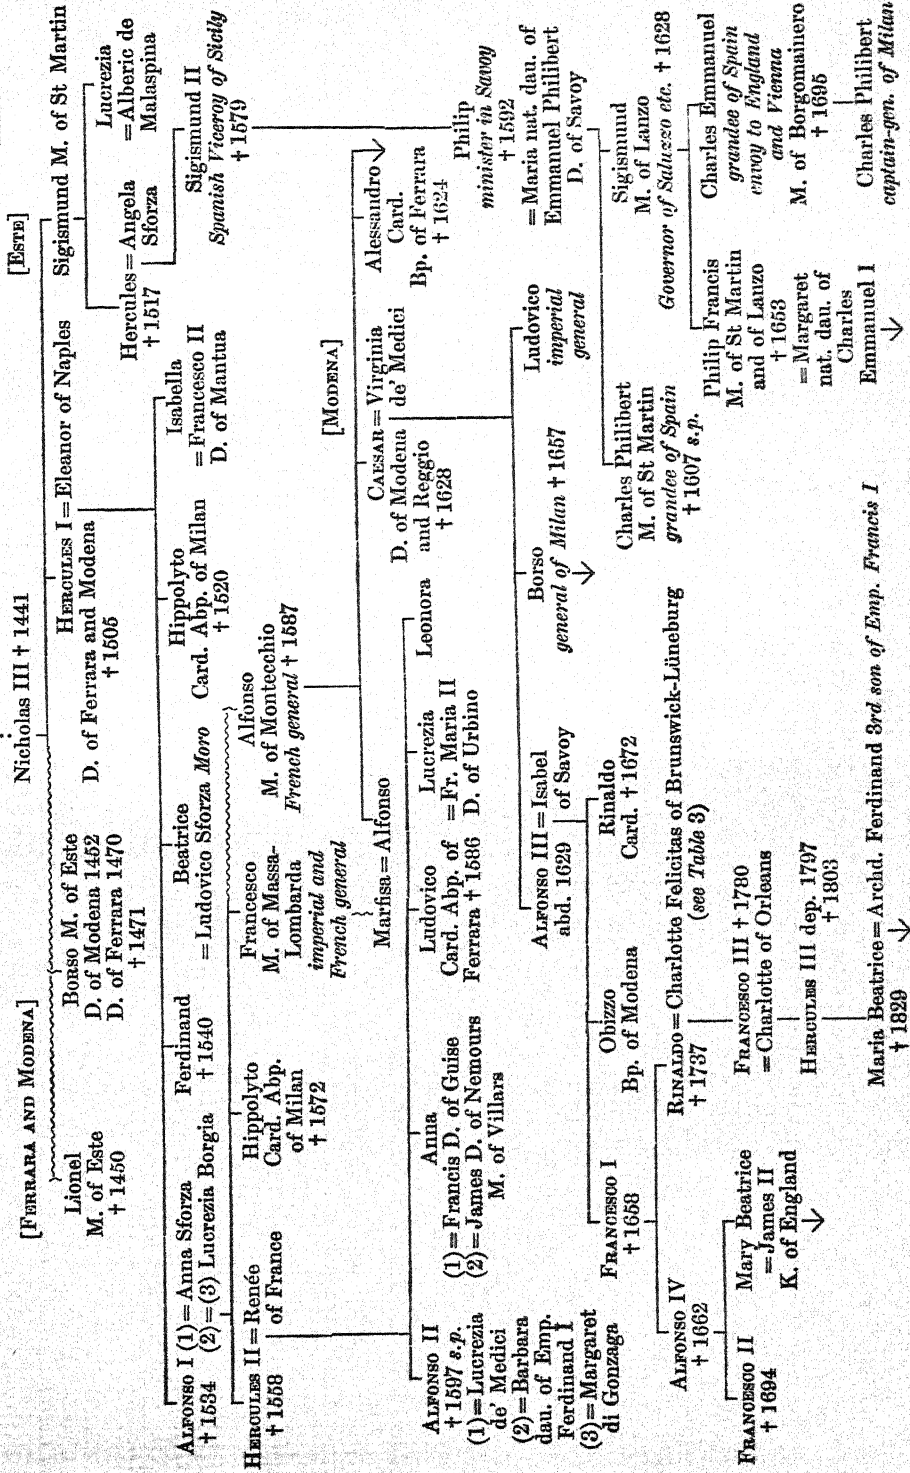 [FERRARA AND MODENA]
[ESTE]
Nicholas III † 1441
Lionel
M. of Este
† 1450
BORSO M. of Este
D. of Modena 1452
D. of Ferrara 1470
† 1471
HERCULES I = Eleanor of Naples
D. of Ferrara and Modena
† 1505
Sigismund M. of St Martin
Hercules = Angela
† 1517 Sforza
Lucrezia
= Alberic de
Malaspina
Sigismund II
Spanish Viceroy of Sicily
† 1579
ALFONSO I (1) = Anna Sforza
† 1534 (2) = (3) Lucrezia Borgia
Ferdinand
† 1540
Beatrice
= Ludovico Sforza Moro
Hippolyto
Card. Abp. of Milan
† 1520
Isabella
= Francesco II
D. of Mantua
HERCULES II = Renée
† 1558 of France
Hippolyto
Card. Abp.
of Milan
† 1572
Francesco
M. of Massa-
Lombarda
imperial and
French general
Alfonso
M. of Montecchio
French general † 1587
[MODENA]
Marfisa = Alfonso
CAESAR = Virginia
D. of Modena de' Medici
and Reggio
† 1628
Alessandro
Card.
Bp. of Ferrara
† 1624
Philip
minister in Savoy
† 1592
= Maria nat. dau. of
Emmanuel Philibert
D. of Savoy
ALFONSO II
† 1597 s.p.
(1) = Lucrezia
de' Medici
(2) = Barbara
dau. of Emp.
Ferdinand I
(3) = Margaret
di Gonzaga
Anna
(1) = Francis D. of Guise
(2) = James D. of Nemours
M. of Villars
Ludovico
Card. Abp. of
Ferrara † 1586
Lucrezia
= Fr. Maria II
D. of Urbino
Leonora
ALFONSO III = Isabel
abd. 1629 of Savoy
Borso
general of Milan † 1657
Ludovico
imperial
general
Charles Philibert
M. of St Martin
grandee of Spain
† 1607 s.p.
Sigismund
M. of Lanzo
Governor of Saluzzo etc. † 1628
FRANCESCO I
† 1658
Obizzo
Bp. of Modena
Rinaldo
Card. † 1672
Philip Francis
M. of St Martin
and of Lanzo
† 1653
= Margaret
nat. dau. of
Charles
Emmanuel I
Charles Emmanuel
grandee of Spain
envoy to England
and Vienna
M. of Borgomainero
† 1695
Charles Philibert
captain-gen. of Milan
ALFONSO IV
† 1662
RINALDO = Charlotte Felicitas of Brunswick-Lüneburg
† 1737 (see Table 3)
FRANCESCO II
† 1694
Mary Beatrice
= James II
K. of England
FRANCESCO III † 1780
= Charlotte of Orleans
HERCULES III dep. 1797
† 1803
Maria Beatrice = Archd. Ferdinand 3rd son of Emp. Francis I
† 1829